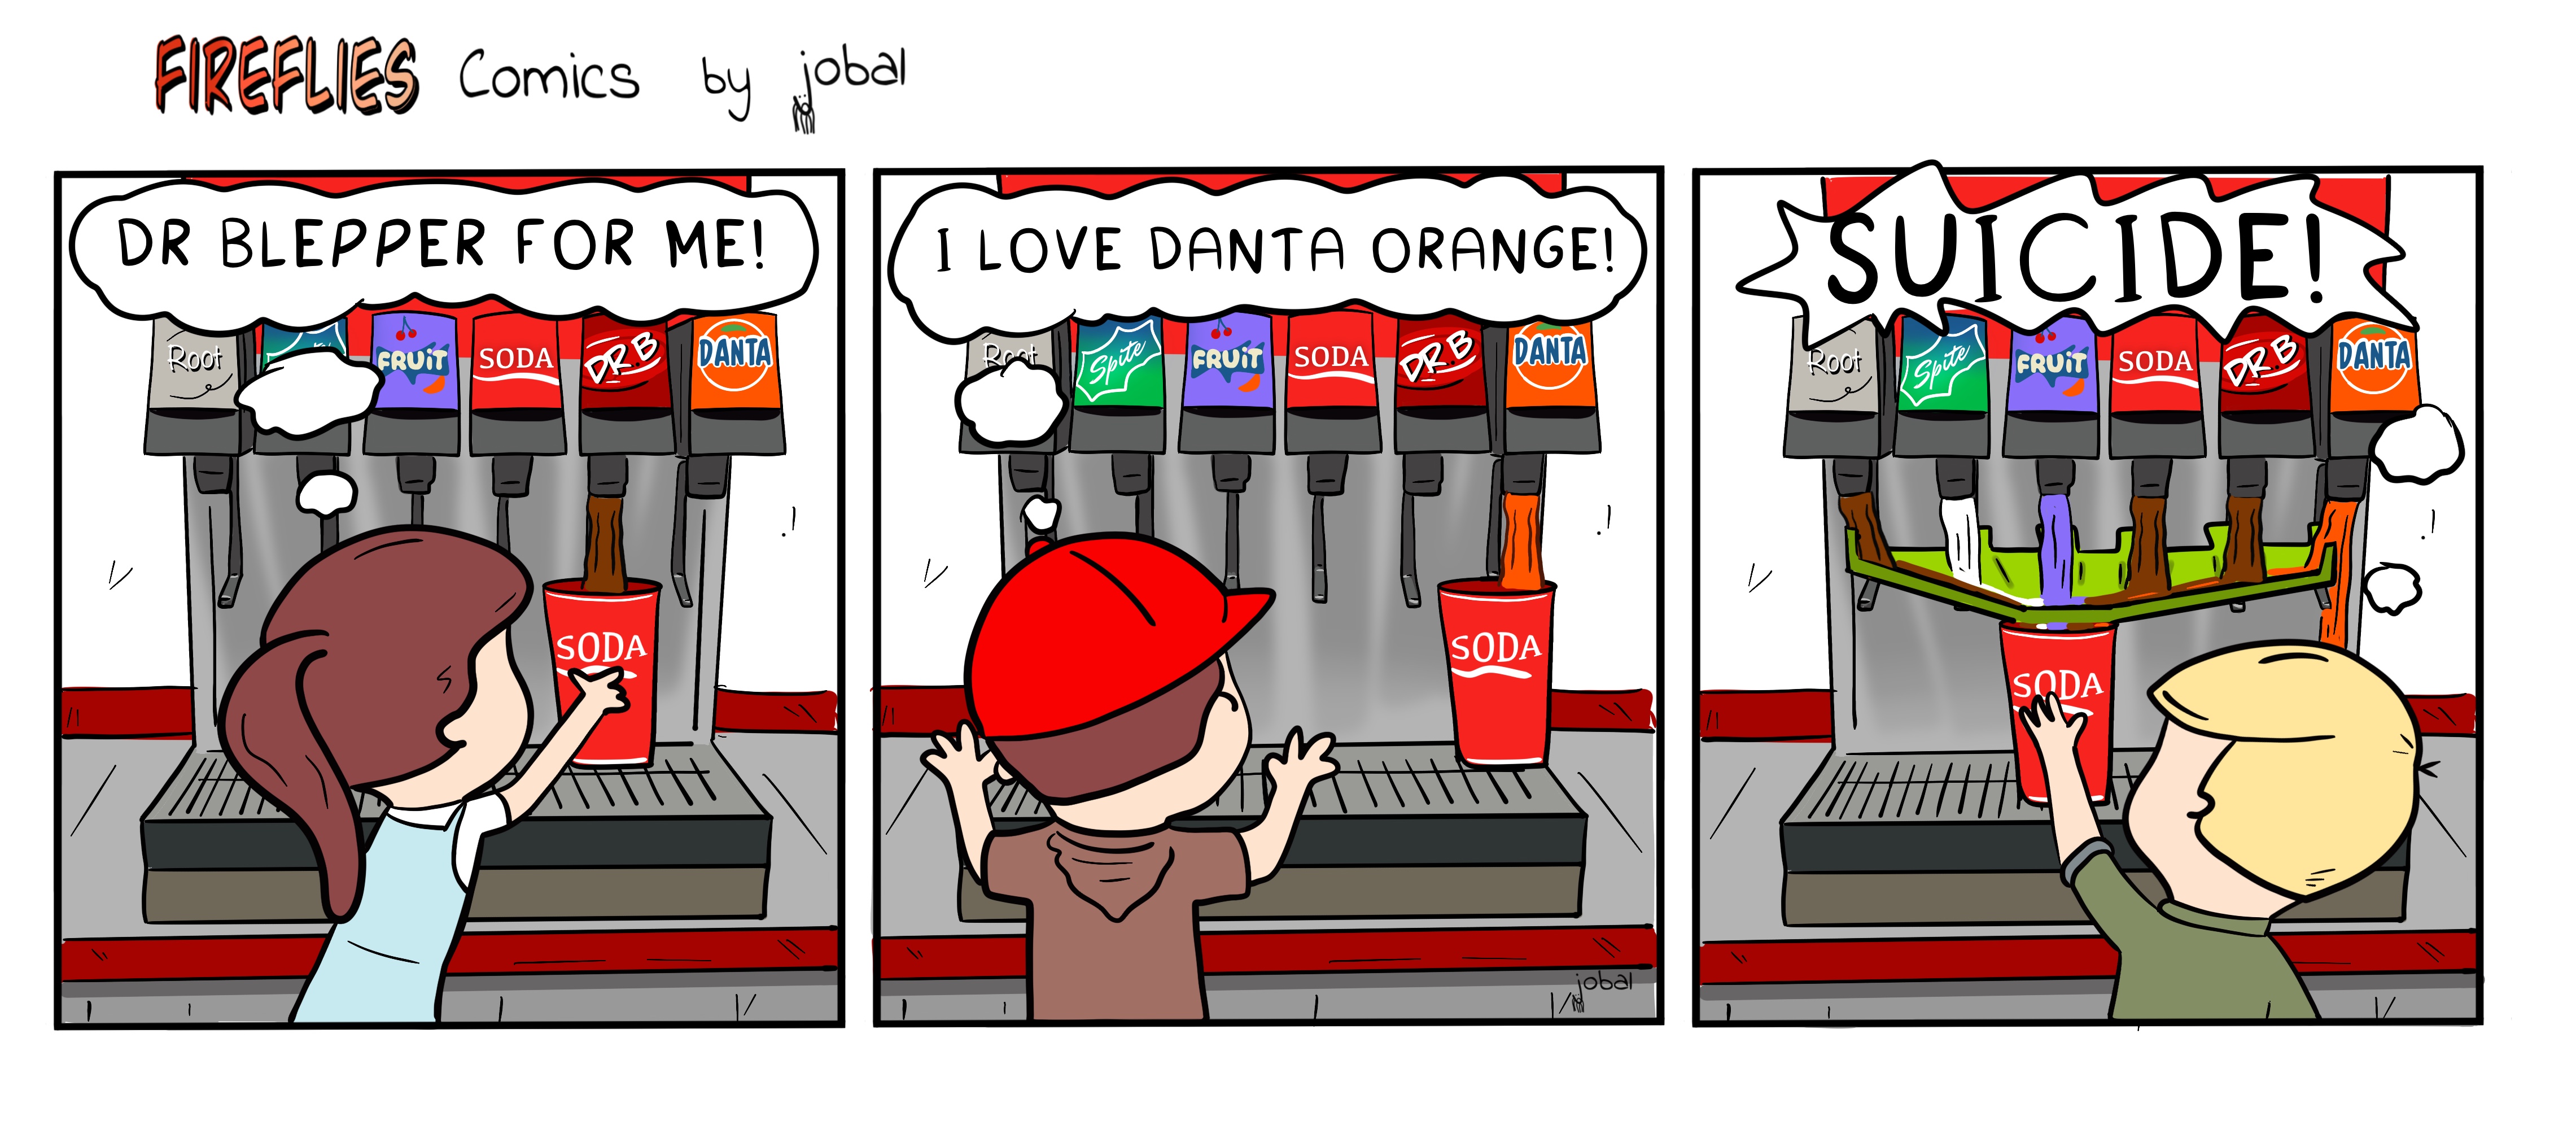 FIREFLIES Comics by jobal
DR BLEPPER FOR ME!
Root
FRUiT
SODA
DR.B
DANTA
SODA
I LOVE DANTA ORANGE!
Root
Spite
FRUiT
SODA
DR.B
DANTA
SODA
jobal
SUICIDE!
Root
Spite
FRUiT
SODA
DR.B
DANTA
SODA